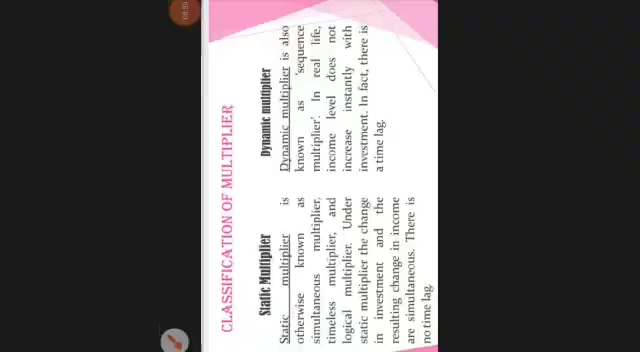 CLASSIFICATION OF MULTIPLIER
Static Multiplier
Static multiplier is
otherwise known as
simultaneous multiplier,
timeless multiplier, and
logical multiplier. Under
static multiplier the change
in investment and the
resulting change in income
are simultaneous. There is
no time lag.
Dynamic multiplier
Dynamic multiplier is also
known as 'sequence
multiplier'. In real life,
income level does not
increase instantly with
investment. In fact, there is
a time lag.